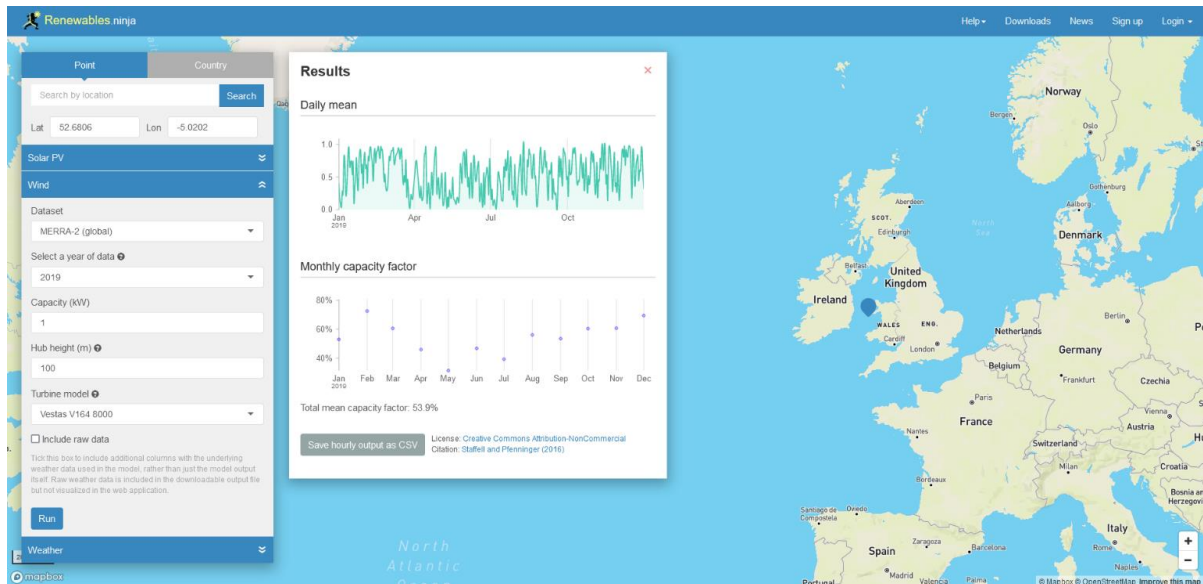 Renewables.ninja
Help
Downloads
News
Sign up
Login
Point
Country
Search by location
Search
Lat
52.6806
Lon
-5.0202
Solar PV
Wind
Dataset
MERRA-2 (global)
Select a year of data
2019
Capacity (kW)
1
Hub height (m)
100
Turbine model
Vestas V164 8000
Include raw data
Tick this box to include additional columns with the underlying
weather data used in the model, rather than just the model output
itself. Raw weather data is included in the downloadable output file
but not visualized in the web application.
Run
Weather
mapbox
Results
×
Daily mean
1.0
0.5
0.0
Jan
2019
Apr
Jul
Oct
Monthly capacity factor
80%
60%
40%
Jan
2019
Feb
Mar
Apr
May
Jun
Jul
Aug
Sep
Oct
Nov
Dec
Total mean capacity factor: 53.9%
Save hourly output as CSV
License: Creative Commons Attribution-NonCommercial
Citation: Staffell and Pfenninger (2016)
North
Atlantic
Norway
Bergen
Oslo
Gothenburg
Aberdeen
SCOT.
Edinburgh
North
Sea
Aalborg
Denmark
Belfast
United
Kingdom
Ireland
WALES
ENG.
Cardiff
London
Netherlands
Berlin
Germany
Belgium
Frankfurt
Czechia
Paris
Vienna
France
Nantes
Austria
Switzerland
Milan
Croatia
Bordeaux
Bosnia an
Herzegovi
Santiago de
Compostela
Oviedo
Italy
Zaragoza
Barcelona
Rome
Spain
Madrid
Naples
Portugal
Valencia
Palma
+
−
© Mapbox © OpenStreetMap Improve this map